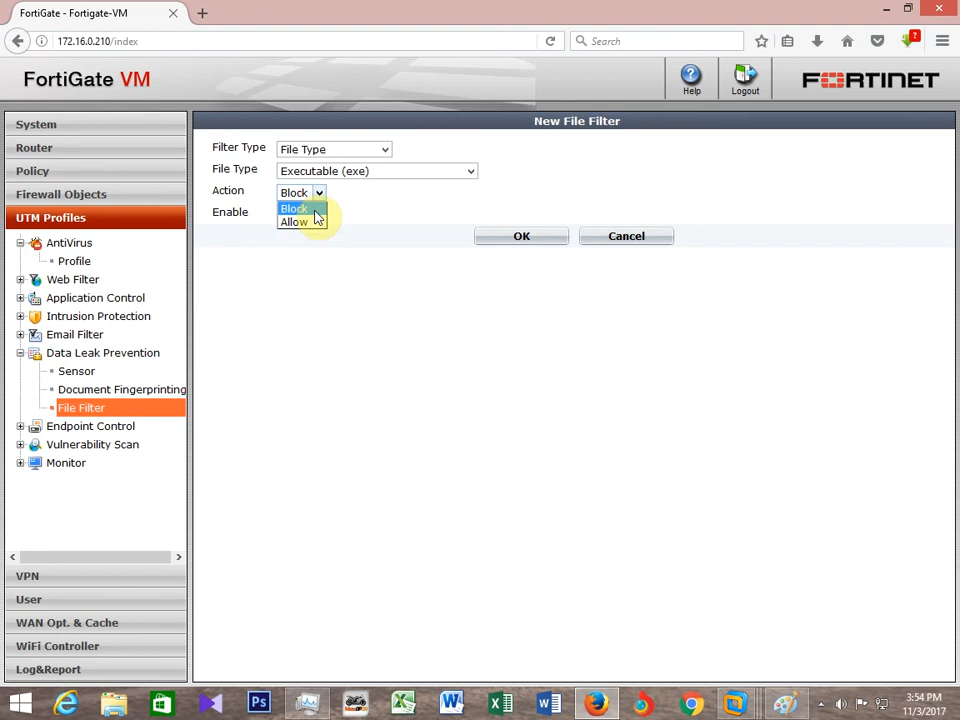 FortiGate - Fortigate-VM
172.16.0.210/index
Search
?
FortiGate VM
Help
Logout
FORTINET
System
Router
Policy
Firewall Objects
UTM Profiles
AntiVirus
Profile
Web Filter
Application Control
Intrusion Protection
Email Filter
Data Leak Prevention
Sensor
Document Fingerprinting
File Filter
Endpoint Control
Vulnerability Scan
Monitor
VPN
User
WAN Opt. & Cache
WiFi Controller
Log&Report
New File Filter
Filter Type File Type
File Type Executable (exe)
Action Block
Block
Enable
Allow
OK Cancel
Ps
3:54 PM
11/3/2017